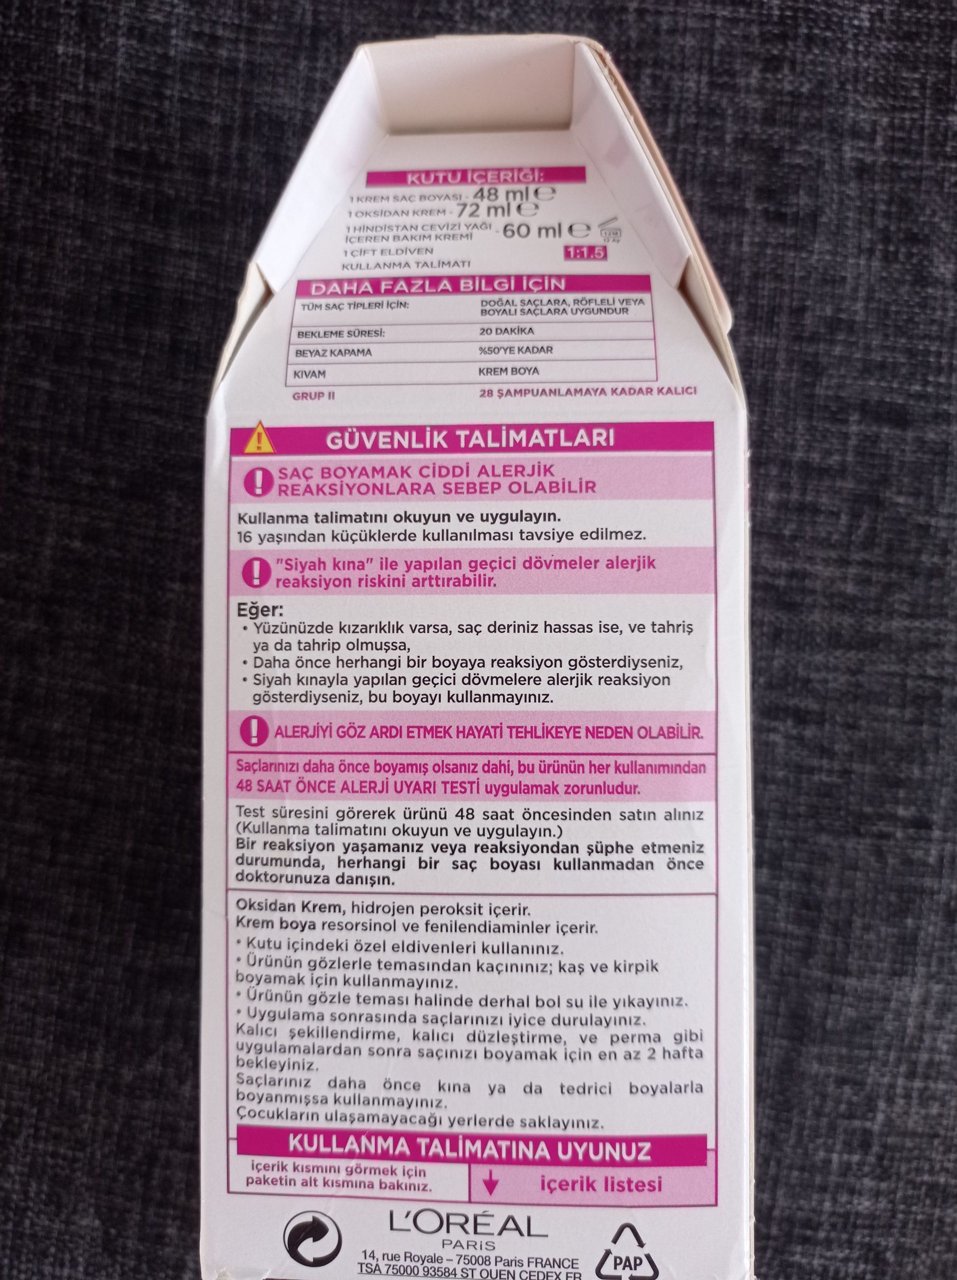 KUTU İÇERİĞİ:
1 KREM SAÇ BOYASI - 48 ml e
1 OKSİDAN KREM - 72 ml e
1 HİNDİSTAN CEVİZİ YAĞI
İÇEREN BAKIM KREMİ - 60 ml e
1 ÇİFT ELDİVEN
KULLANMA TALİMATI
1:1.5
DAHA FAZLA BİLGİ İÇİN
TÜM SAÇ TİPLERİ İÇİN: DOĞAL SAÇLARA, RÖFLELİ VEYA
BOYALI SAÇLARA UYGUNDUR
BEKLEME SÜRESİ: 20 DAKİKA
BEYAZ KAPAMA %50'YE KADAR
KIVAM KREM BOYA
GRUP II 28 ŞAMPUANLAMAYA KADAR KALICI
GÜVENLİK TALİMATLARI
SAÇ BOYAMAK CİDDİ ALERJİK
REAKSİYONLARA SEBEP OLABİLİR
Kullanma talimatını okuyun ve uygulayın.
16 yaşından küçüklerde kullanılması tavsiye edilmez.
"Siyah kına" ile yapılan geçici dövmeler alerjik
reaksiyon riskini arttırabilir.
Eğer:
• Yüzünüzde kızarıklık varsa, saç deriniz hassas ise, ve tahriş
ya da tahrip olmuşsa,
• Daha önce herhangi bir boyaya reaksiyon gösterdiyseniz,
• Siyah kınayla yapılan geçici dövmelere alerjik reaksiyon
gösterdiyseniz, bu boyayı kullanmayınız.
ALERJİYİ GÖZ ARDI ETMEK HAYATİ TEHLİKEYE NEDEN OLABİLİR.
Saçlarınızı daha önce boyamış olsanız dahi, bu ürünün her kullanımından
48 SAAT ÖNCE ALERJİ UYARI TESTİ uygulamak zorunludur.
Test süresini görerek ürünü 48 saat öncesinden satın alınız
(Kullanma talimatını okuyun ve uygulayın.)
Bir reaksiyon yaşamanız veya reaksiyondan şüphe etmeniz
durumunda, herhangi bir saç boyası kullanmadan önce
doktorunuza danışın.
Oksidan Krem, hidrojen peroksit içerir.
Krem boya resorsinol ve fenilendiaminler içerir.
• Kutu içindeki özel eldivenleri kullanınız.
• Ürünün gözlerle temasından kaçınınız; kaş ve kirpik
boyamak için kullanmayınız.
• Ürünün gözle teması halinde derhal bol su ile yıkayınız.
• Uygulama sonrasında saçlarınızı iyice durulayınız.
Kalıcı şekillendirme, kalıcı düzleştirme, ve perma gibi
uygulamalardan sonra saçınızı boyamak için en az 2 hafta
bekleyiniz.
Saçlarınız daha önce kına ya da tedrici boyalarla
boyanmışsa kullanmayınız.
Çocukların ulaşamayacağı yerlerde saklayınız.
KULLANMA TALİMATINA UYUNUZ
içerik kısmını görmek için
paketin alt kısmına bakınız.
içerik listesi
L'ORÉAL
PARIS
14, rue Royale – 75008 Paris FRANCE
TSA 75000 93584 ST OUEN CEDEX FR
PAP